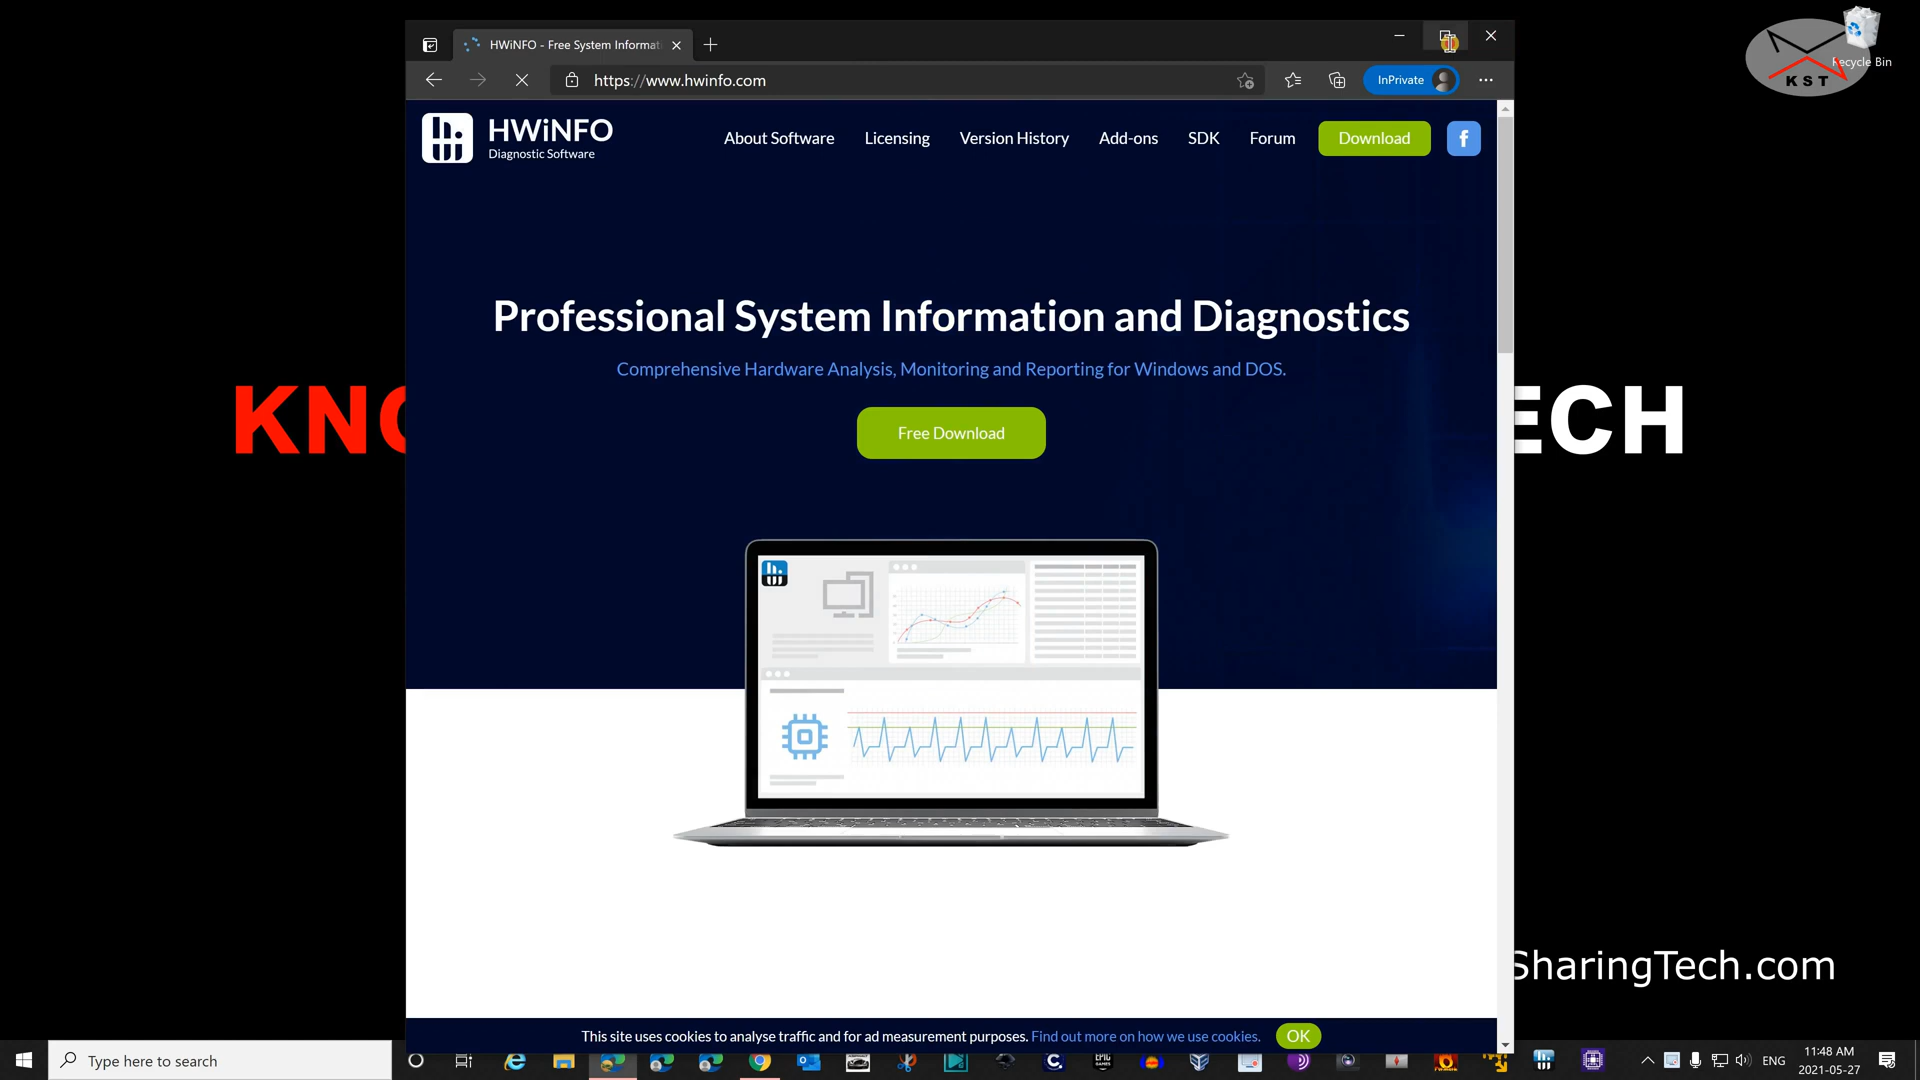 HWiNFO - Free System Informati
https://www.hwinfo.com
InPrivate
KST
Recycle Bin
HWiNFO
Diagnostic Software
About Software
Licensing
Version History
Add-ons
SDK
Forum
Download
f
Professional System Information and Diagnostics
Comprehensive Hardware Analysis, Monitoring and Reporting for Windows and DOS.
KNO
ECH
Free Download
SharingTech.com
This site uses cookies to analyse traffic and for ad measurement purposes. Find out more on how we use cookies.
OK
Type here to search
EPIC
GAMES
ENG
11:48 AM
2021-05-27